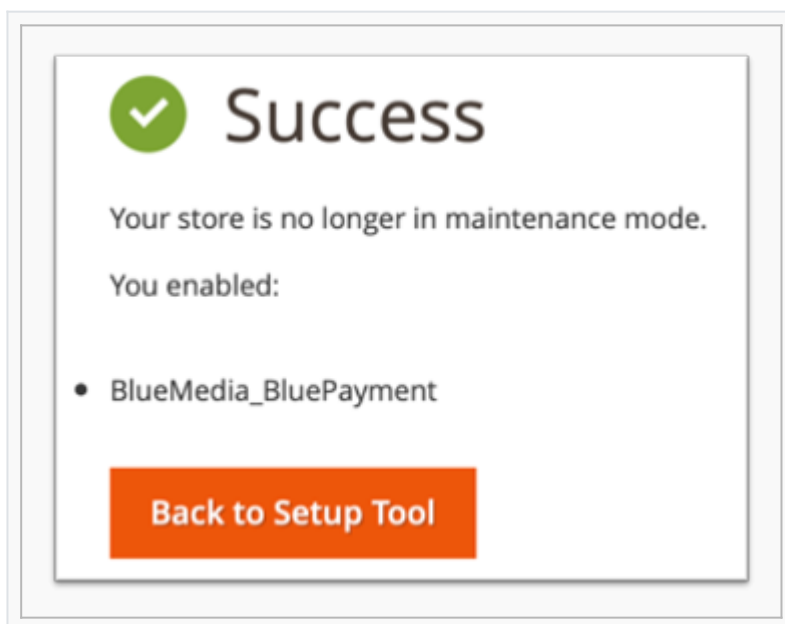 Success
Your store is no longer in maintenance mode.
You enabled:
BlueMedia_BluePayment
Back to Setup Tool